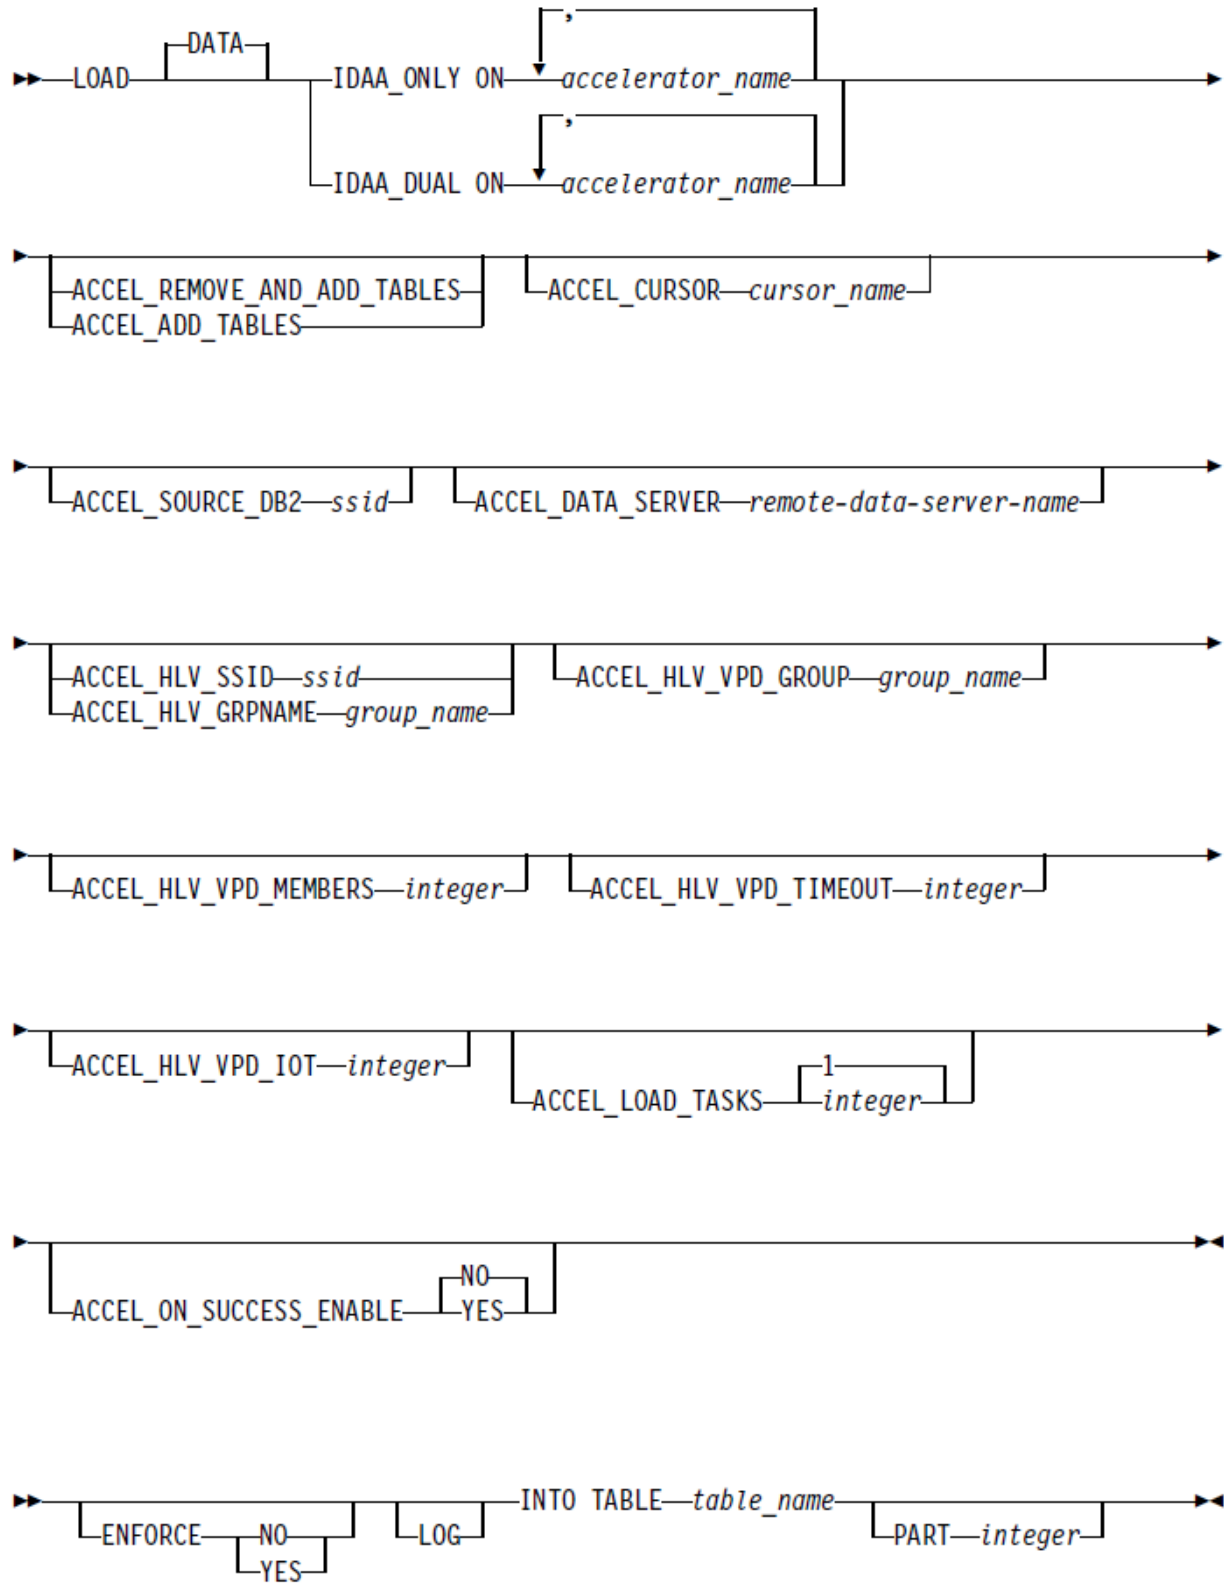 DATA
,
LOAD IDAA_ONLY ON accelerator_name
,
IDAA_DUAL ON accelerator_name
ACCEL_REMOVE_AND_ADD_TABLES ACCEL_CURSOR cursor_name
ACCEL_ADD_TABLES
ACCEL_SOURCE_DB2 ssid ACCEL_DATA_SERVER remote-data-server-name
ACCEL_HLV_SSID ssid ACCEL_HLV_VPD_GROUP group_name
ACCEL_HLV_GRPNAME group_name
ACCEL_HLV_VPD_MEMBERS integer ACCEL_HLV_VPD_TIMEOUT integer
ACCEL_HLV_VPD_IOT integer 1
ACCEL_LOAD_TASKS integer
NO
ACCEL_ON_SUCCESS_ENABLE YES
INTO TABLE table_name
ENFORCE NO LOG PART integer
YES